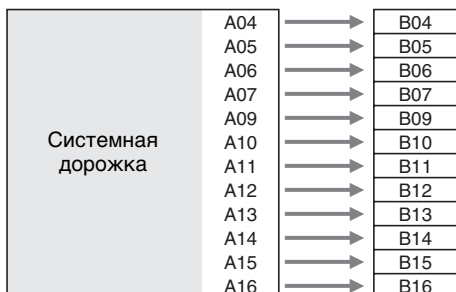 A04 B04
A05 B05
A06 B06
A07 B07
A09 B09
Системная A10 B10
дорожка A11 B11
A12 B12
A13 B13
A14 B14
A15 B15
A16 B16